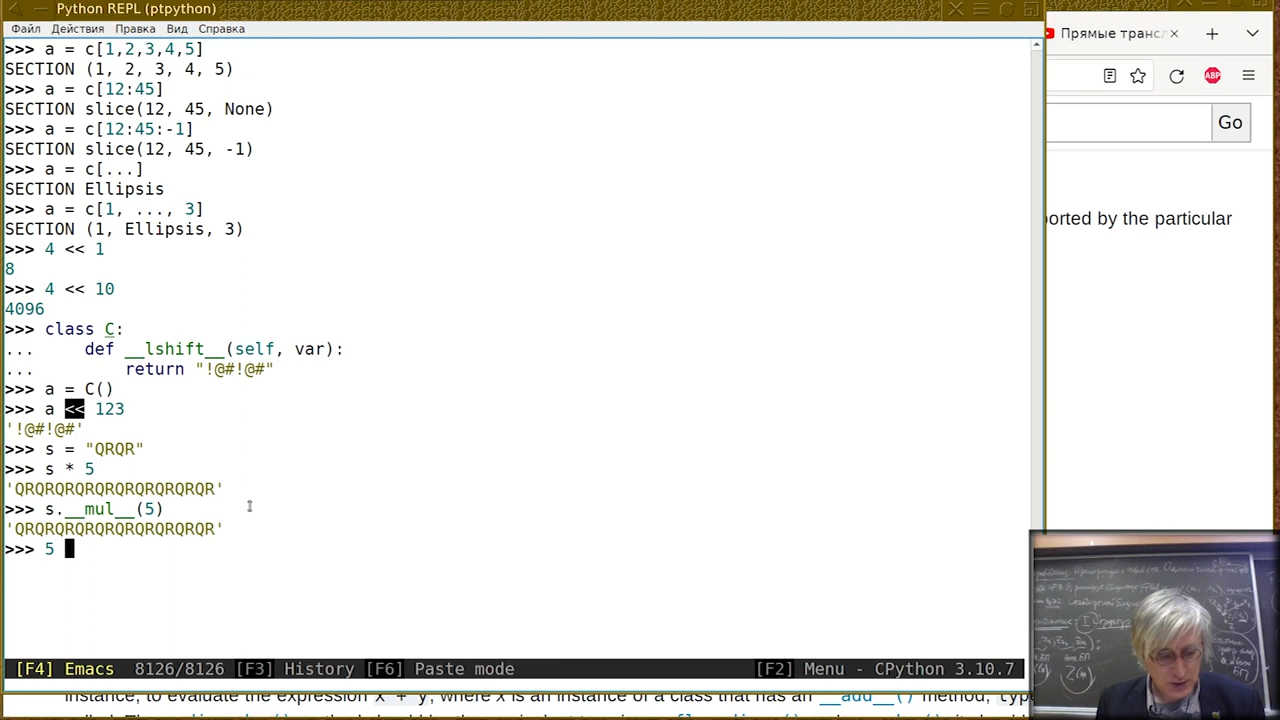 Python REPL (ptpython)
Файл Действия Правка Вид Справка
>>> a = c[1,2,3,4,5]
SECTION (1, 2, 3, 4, 5)
>>> a = c[12:45]
SECTION slice(12, 45, None)
>>> a = c[12:45:-1]
SECTION slice(12, 45, -1)
>>> a = c[...]
SECTION Ellipsis
>>> a = c[1, ..., 3]
SECTION (1, Ellipsis, 3)
>>> 4 << 1
8
>>> 4 << 10
4096
>>> class C:
...     def __lshift__(self, var):
...         return "!@#!@#"
>>> a = C()
>>> a << 123
'!@#!@#'
>>> s = "QRQR"
>>> s * 5
'QRQRQRQRQRQRQRQRQRQR'
>>> s.__mul__(5)
'QRQRQRQRQRQRQRQRQRQR'
>>> 5
[F4] Emacs 8126/8126 [F3] History [F6] Paste mode [F2] Menu - CPython 3.10.7
Прямые
ABP
Go
orted by the particular
instance, to evaluate the expression x + y, where x is an instance of a class that has an __add__() method,